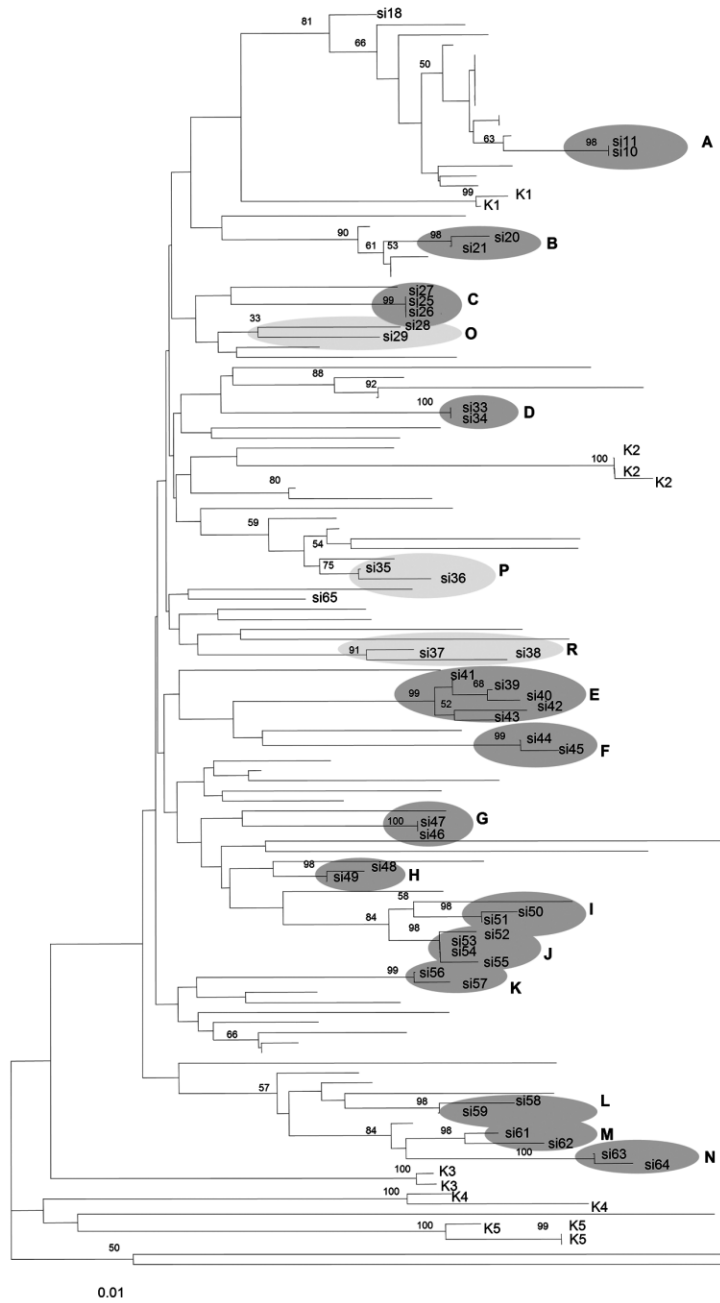 81 si18
66
50
63 98 si11 A
si10
99 K1
K1
90 98 si20 B
61 53 si21
si27
99 si25 C
si26
33 si28
si29 O
88
92
100 si33 D
si34
K2
100 K2
K2
80
59
54
75 si35 P
si36
si65
91 si37 si38 R
si41
99 68 si39 E
si40
52 si42
si43
99 si44 F
si45
100 si47 G
si46
98 si48
si49 H
58
98 si50 I
84 si51
98 si52
si53
si54 J
si55
99 si56
si57 K
66
57
98 si58 L
si59
84 98 si61 M
si62
100 si63 N
si64
100 K3
K3
100 K4
K4
100 K5 99 K5
K5
50
0.01